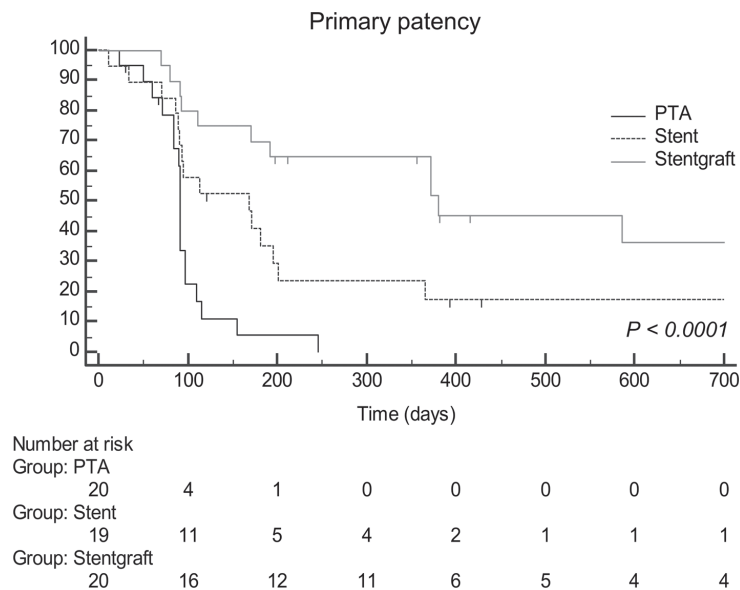 Primary patency
100
90
80
70
60
50
40
30
20
10
0
PTA
Stent
Stentgraft
P < 0.0001
0 100 200 300 400 500 600 700
Time (days)
Number at risk
Group: PTA
20 4 1 0 0 0 0 0
Group: Stent
19 11 5 4 2 1 1 1
Group: Stentgraft
20 16 12 11 6 5 4 4